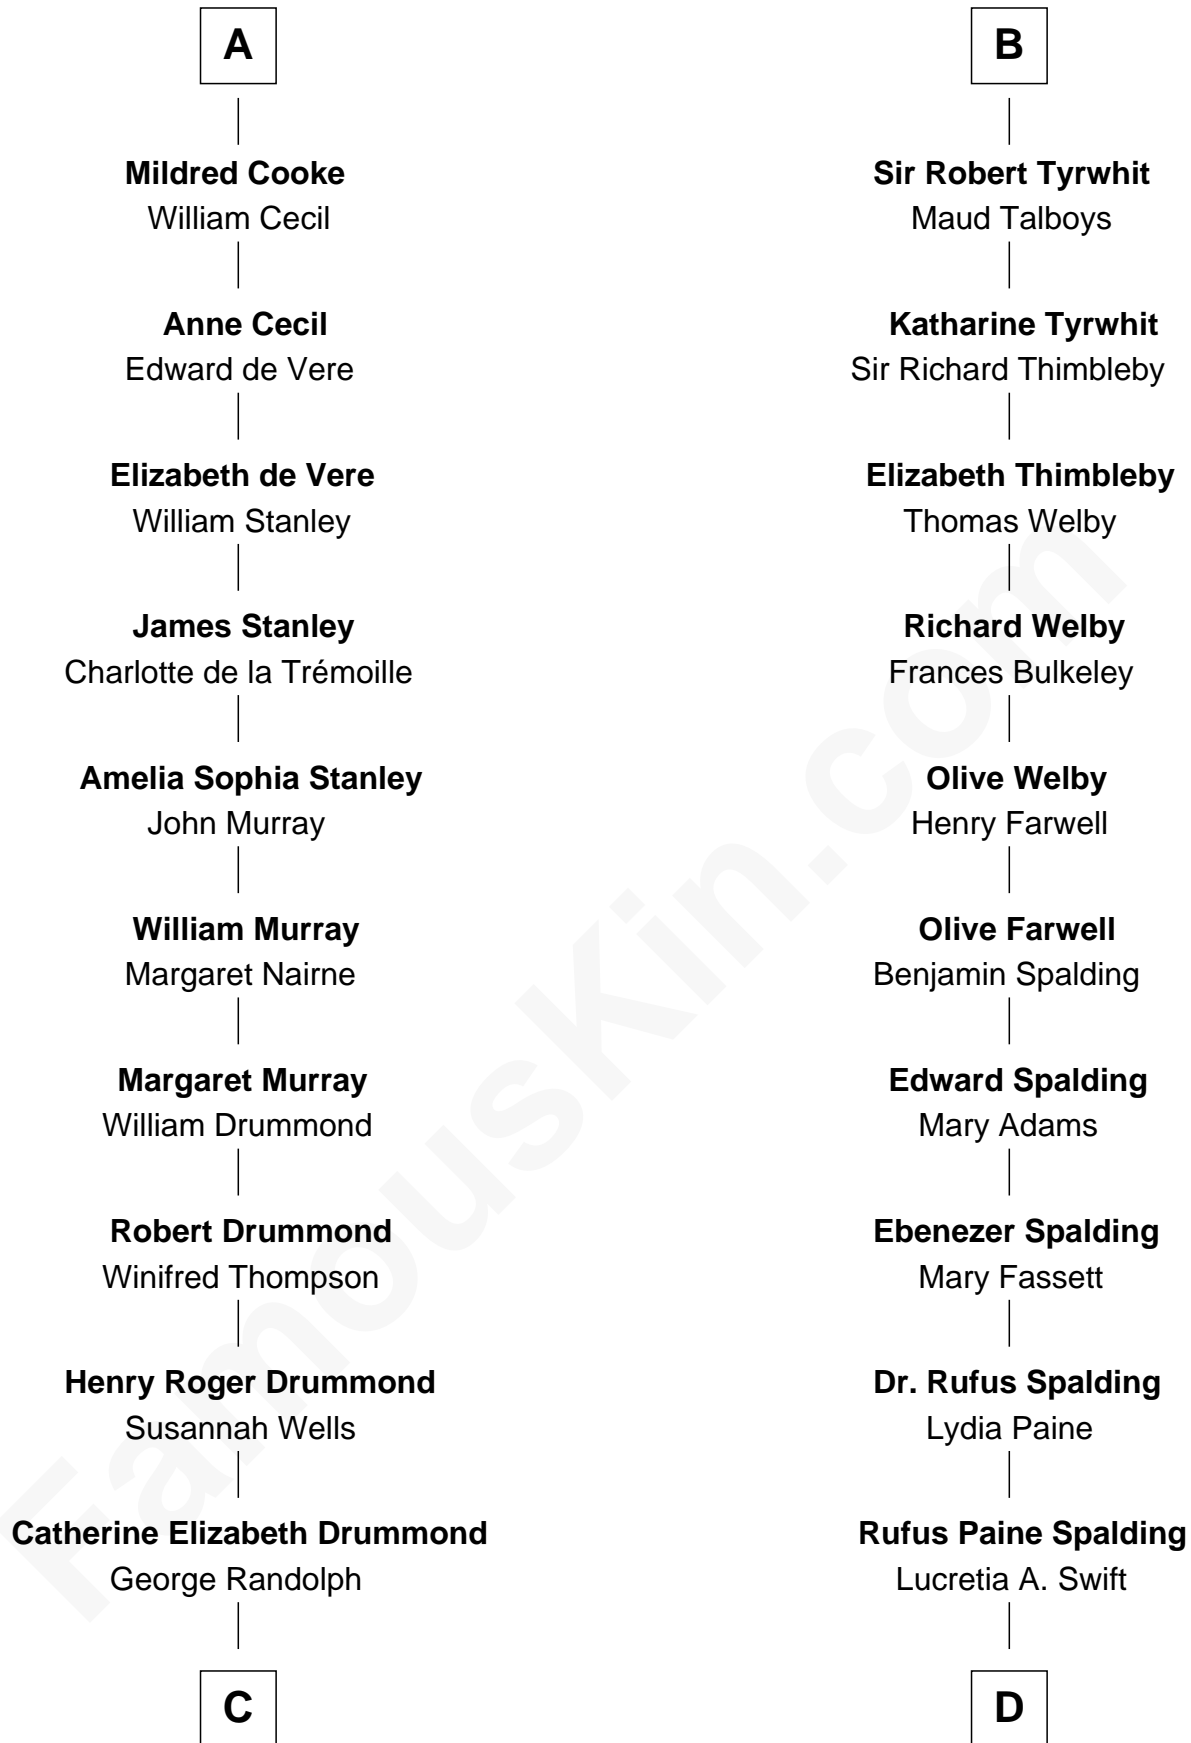 A
Mildred Cooke
William Cecil
Anne Cecil
Edward de Vere
Elizabeth de Vere
William Stanley
James Stanley
Charlotte de la Trémoille
Amelia Sophia Stanley
John Murray
William Murray
Margaret Nairne
Margaret Murray
William Drummond
Robert Drummond
Winifred Thompson
Henry Roger Drummond
Susannah Wells
Catherine Elizabeth Drummond
George Randolph
C
B
Sir Robert Tyrwhit
Maud Talboys
Katharine Tyrwhit
Sir Richard Thimbleby
Elizabeth Thimbleby
Thomas Welby
Richard Welby
Frances Bulkeley
Olive Welby
Henry Farwell
Olive Farwell
Benjamin Spalding
Edward Spalding
Mary Adams
Ebenezer Spalding
Mary Fassett
Dr. Rufus Spalding
Lydia Paine
Rufus Paine Spalding
Lucretia A. Swift
D
FamousKin.com